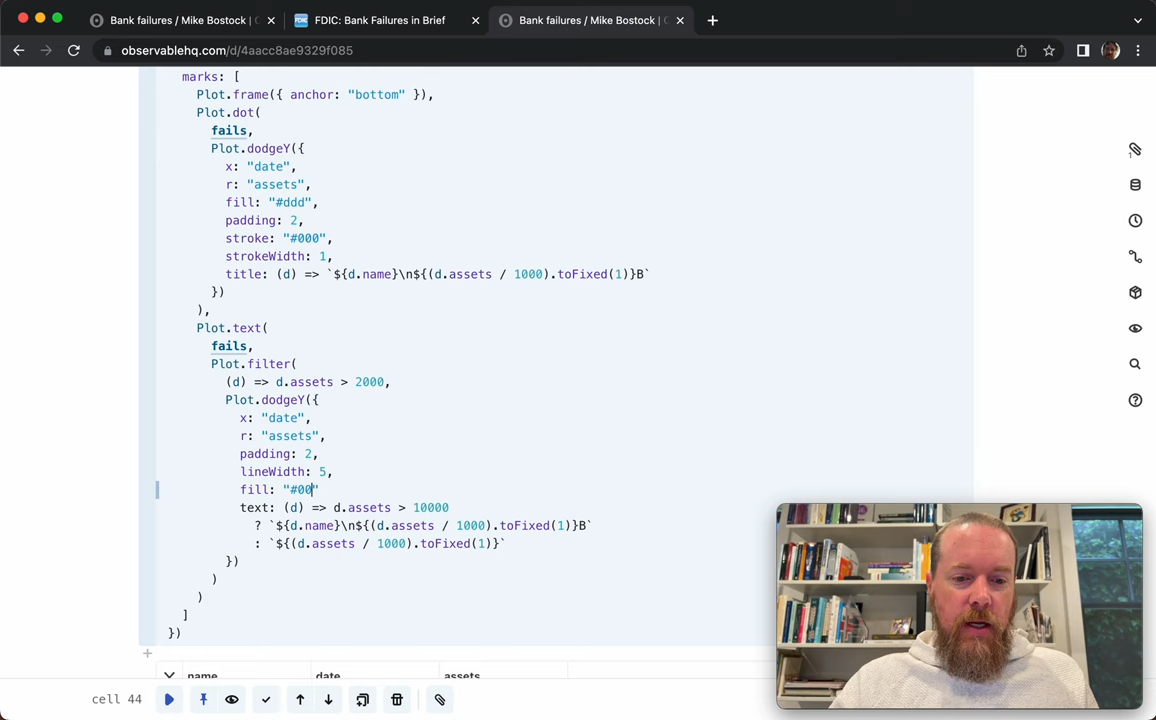 Bank failures / Mike Bostock |
FDIC: Bank Failures in Brief
Bank failures / Mike Bostock |
observablehq.com/d/4aacc8ae9329f085
marks: [
Plot.frame({ anchor: "bottom" }),
Plot.dot(
fails,
Plot.dodgeY({
x: "date",
r: "assets",
fill: "#ddd",
padding: 2,
stroke: "#000",
strokeWidth: 1,
title: (d) => `${d.name}\n${(d.assets / 1000).toFixed(1)}B`
})
),
Plot.text(
fails,
Plot.filter(
(d) => d.assets > 2000,
Plot.dodgeY({
x: "date",
r: "assets",
padding: 2,
lineWidth: 5,
fill: "#00"
text: (d) => d.assets > 10000
? `${d.name}\n${(d.assets / 1000).toFixed(1)}B`
: `${(d.assets / 1000).toFixed(1)}`
})
)
)
]
})
name date assets
cell 44